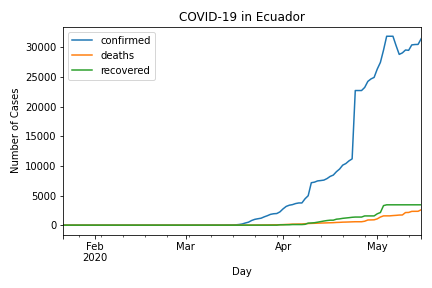 COVID-19 in Ecuador
confirmed
deaths
recovered
Number of Cases
30000
25000
20000
15000
10000
5000
0
Feb
2020
Mar
Apr
May
Day